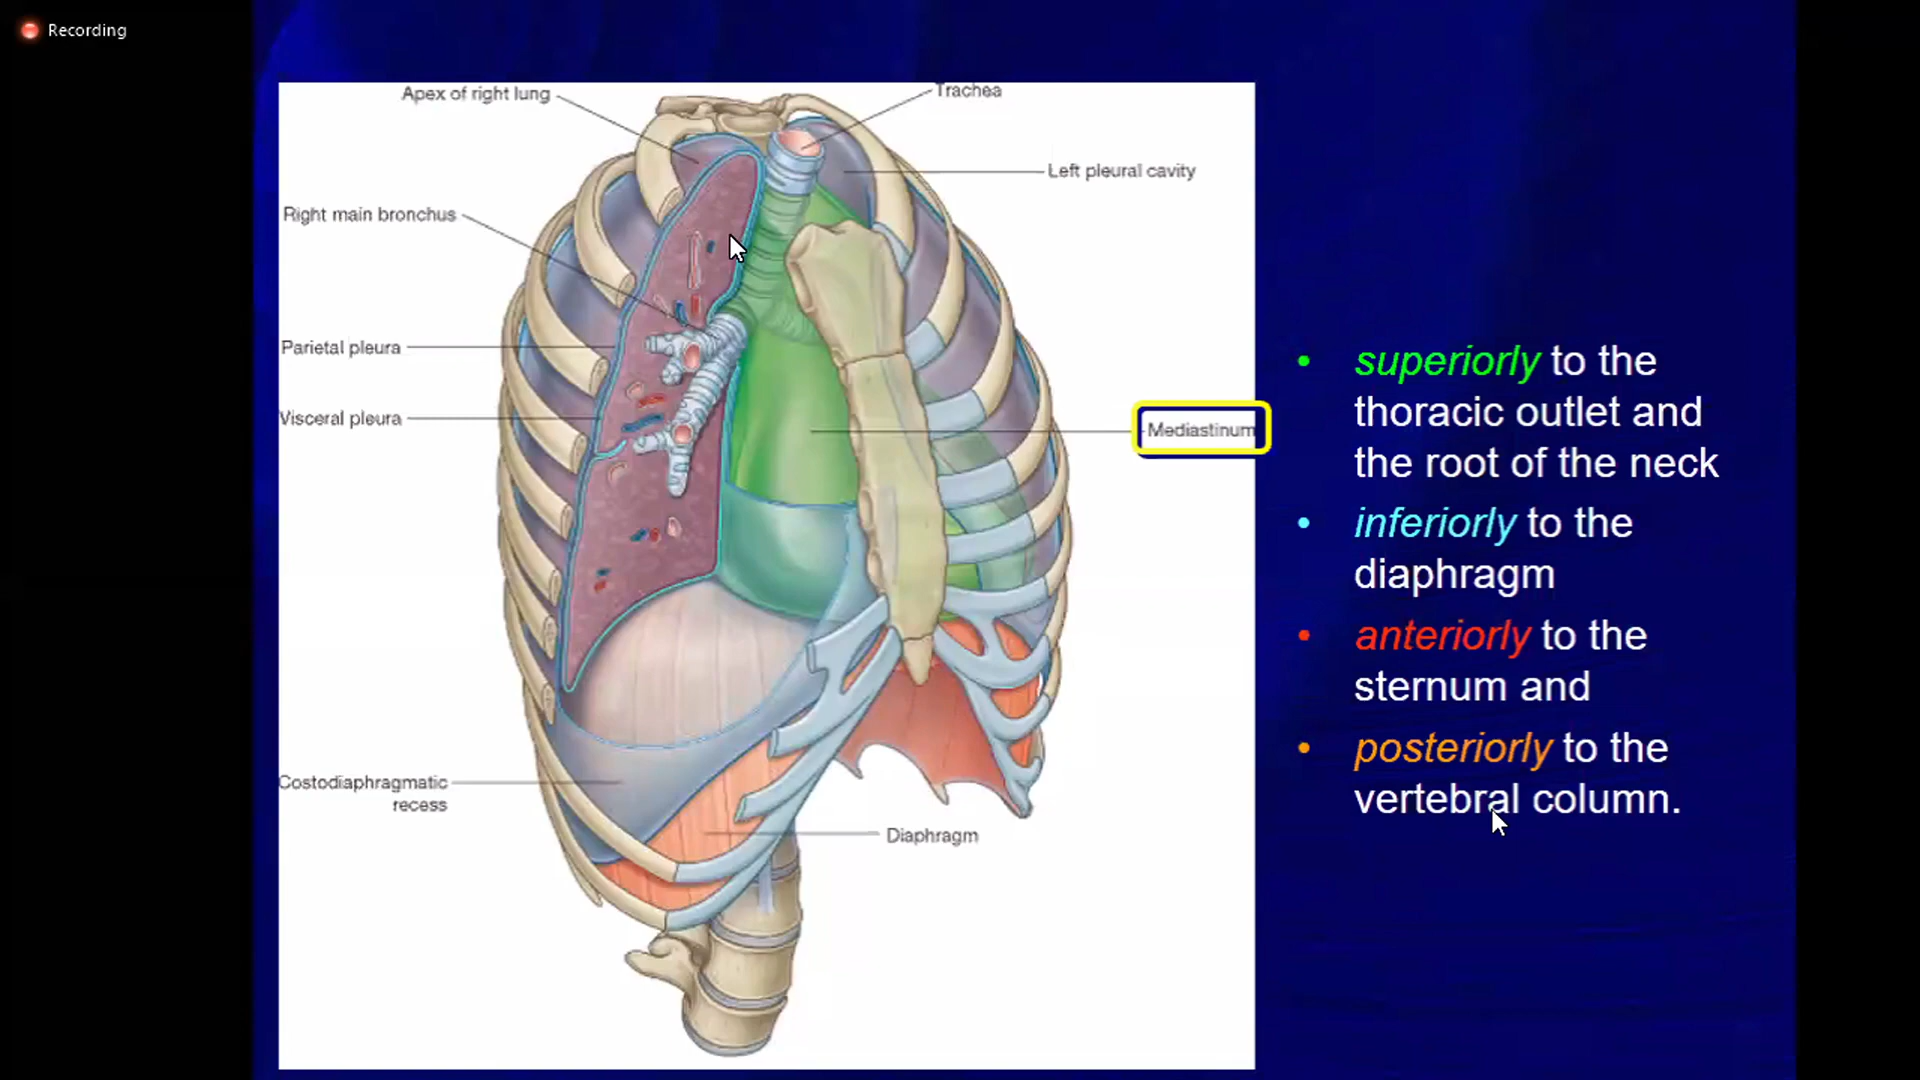 Recording
Apex of right lung
Trachea
Left pleural cavity
Right main bronchus
Parietal pleura
Visceral pleura
Mediastinum
Costodiaphragmatic
recess
Diaphragm
• superiorly to the
thoracic outlet and
the root of the neck
• inferiorly to the
diaphragm
• anteriorly to the
sternum and
• posteriorly to the
vertebral column.